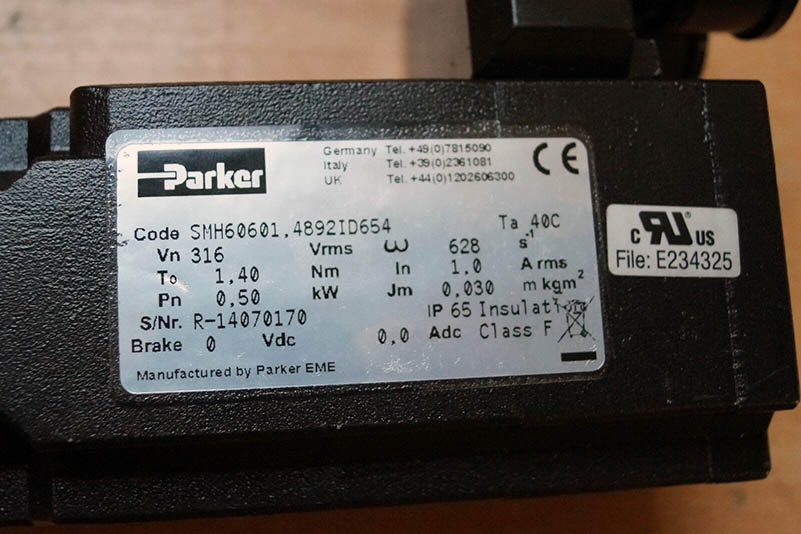 Parker
Germany Tel. +49(0)7815090
Italy Tel. +39(0)2361081
UK Tel. +44(0)1202606300
CE
Code SMH60601,4892ID654 Ta 40C
Vn 316 Vrms ω 628 s⁻¹
To 1,40 Nm In 1,0 Arms
Pn 0,50 kW Jm 0,030 mkgm²
S/Nr. R-14070170 IP 65 Insulat
Brake 0 Vdc 0,0 Adc Class F
Manufactured by Parker EME
c RU US
File: E234325